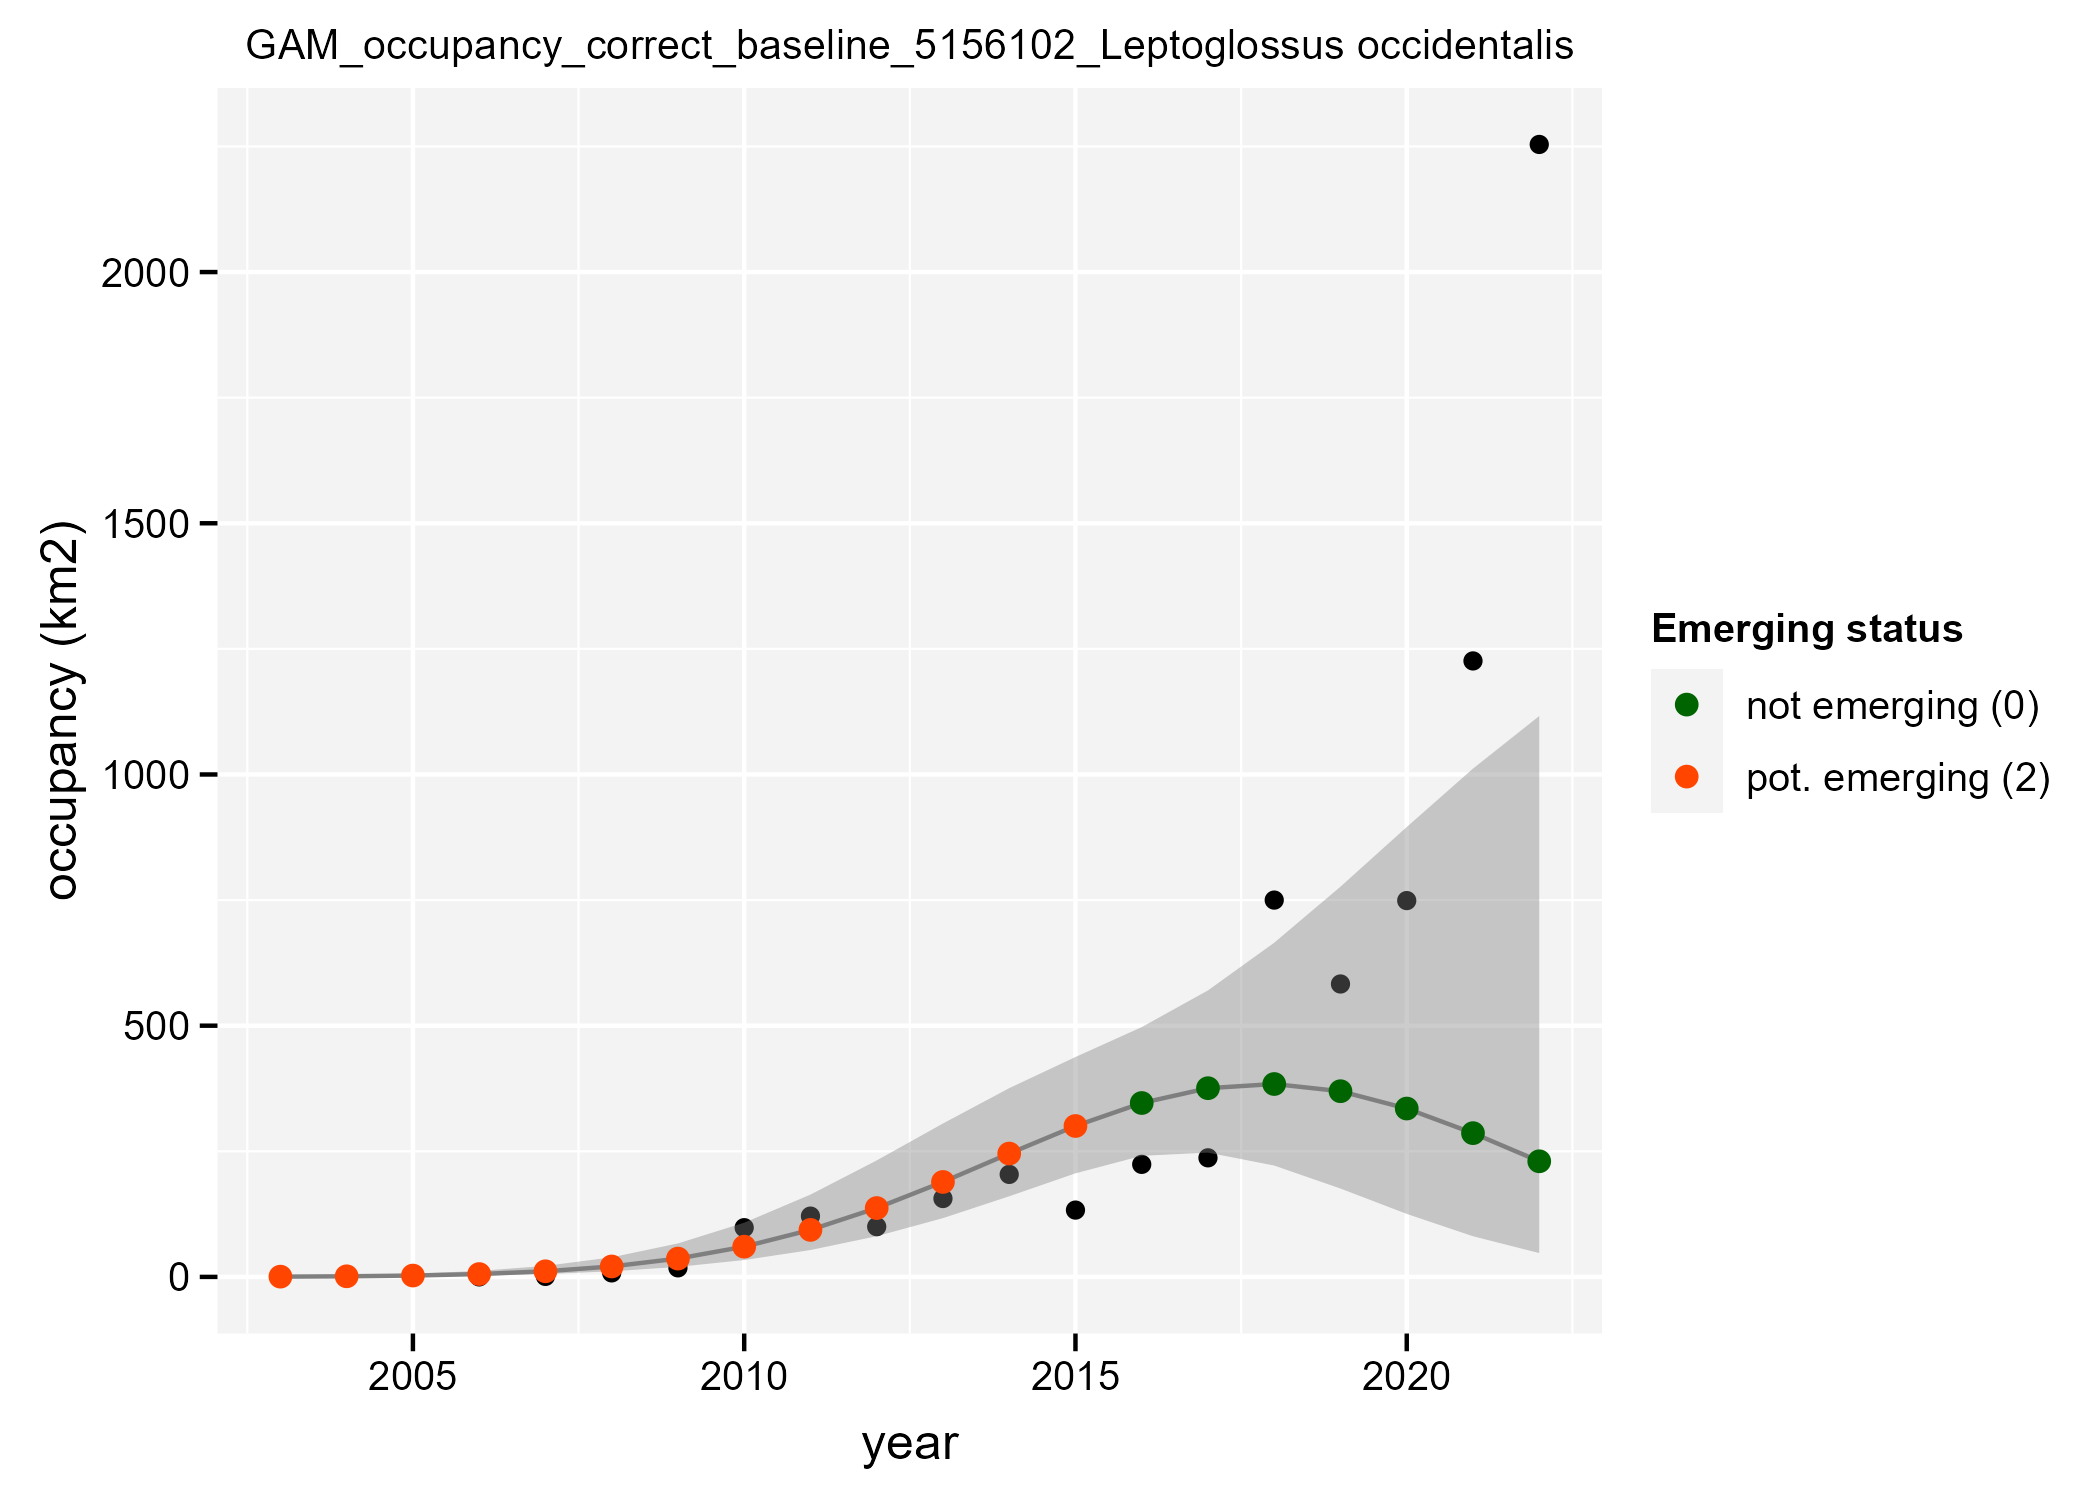 GAM_occupancy_correct_baseline_5156102_Leptoglossus occidentalis
occupancy (km2)
2000
1500
1000
500
0
2005 2010 2015 2020
year
Emerging status
not emerging (0)
pot. emerging (2)